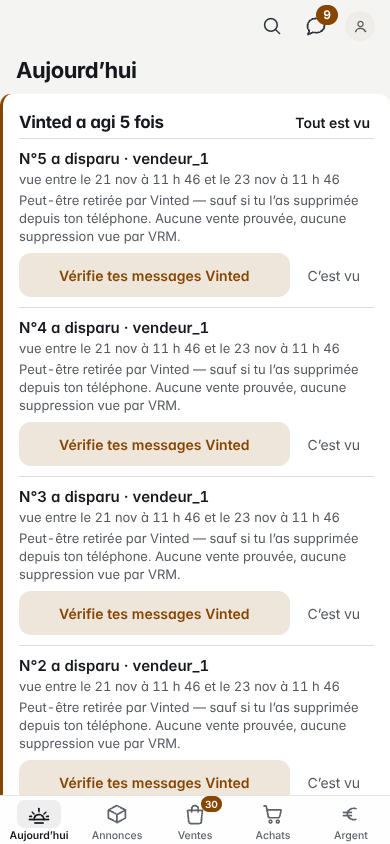 9
Aujourd’hui
Vinted a agi 5 fois
Tout est vu
N°5 a disparu · vendeur_1
vue entre le 21 nov à 11 h 46 et le 23 nov à 11 h 46
Peut-être retirée par Vinted — sauf si tu l’as supprimée
depuis ton téléphone. Aucune vente prouvée, aucune
suppression vue par VRM.
Vérifie tes messages Vinted
C’est vu
N°4 a disparu · vendeur_1
vue entre le 21 nov à 11 h 46 et le 23 nov à 11 h 46
Peut-être retirée par Vinted — sauf si tu l’as supprimée
depuis ton téléphone. Aucune vente prouvée, aucune
suppression vue par VRM.
Vérifie tes messages Vinted
C’est vu
N°3 a disparu · vendeur_1
vue entre le 21 nov à 11 h 46 et le 23 nov à 11 h 46
Peut-être retirée par Vinted — sauf si tu l’as supprimée
depuis ton téléphone. Aucune vente prouvée, aucune
suppression vue par VRM.
Vérifie tes messages Vinted
C’est vu
N°2 a disparu · vendeur_1
vue entre le 21 nov à 11 h 46 et le 23 nov à 11 h 46
Peut-être retirée par Vinted — sauf si tu l’as supprimée
depuis ton téléphone. Aucune vente prouvée, aucune
suppression vue par VRM.
Vérifie tes messages Vinted
C’est vu
30
Aujourd’hui
Annonces
Ventes
Achats
Argent